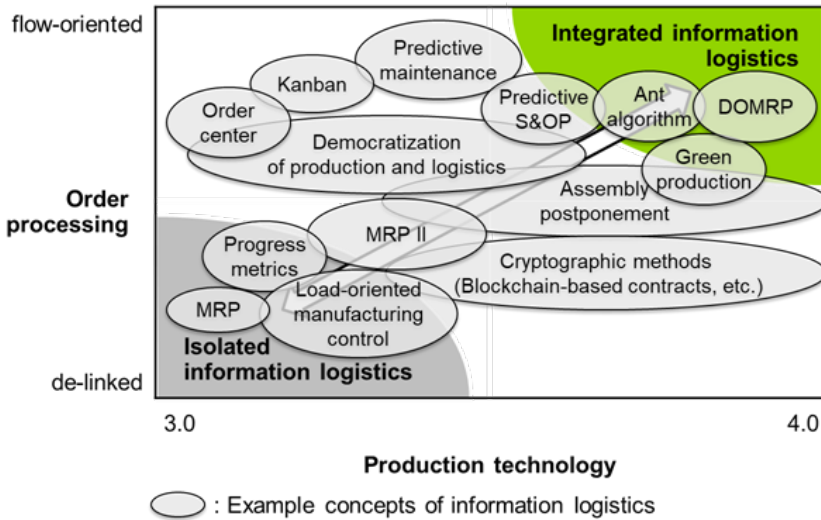 flow-oriented
Integrated information
logistics
Predictive
maintenance
Kanban
Order
center
Predictive
S&OP
Ant
algorithm
DOMRP
Democratization
of production and logistics
Green
production
Order
processing
Assembly
postponement
MRP II
Progress
metrics
Cryptographic methods
(Blockchain-based contracts, etc.)
MRP
Load-oriented
manufacturing
control
Isolated
information logistics
de-linked
3.0
4.0
Production technology
: Example concepts of information logistics